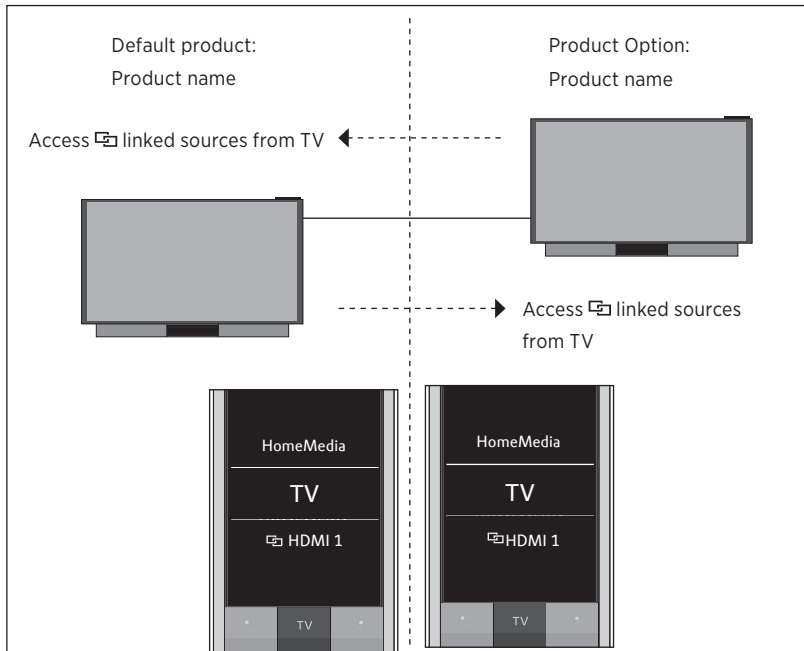 Default product:
Product name
Product Option:
Product name
Access linked sources from TV
Access linked sources
from TV
HomeMedia
TV
HDMI 1
TV
HomeMedia
TV
HDMI 1
TV